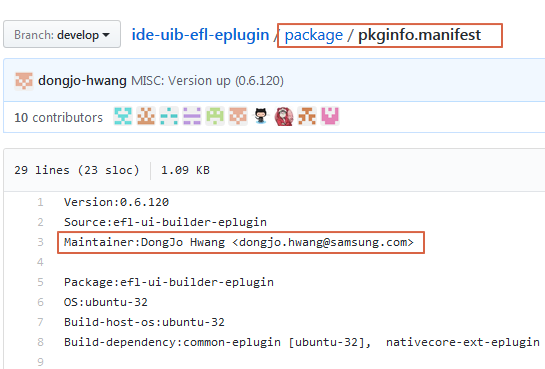 Branch: develop ide-uib-efl-eplugin / package / pkginfo.manifest
dongjo-hwang MISC: Version up (0.6.120)
10 contributors
29 lines (23 sloc) 1.09 KB
1 Version:0.6.120
2 Source:efl-ui-builder-eplugin
3 Maintainer:DongJo Hwang <dongjo.hwang@samsung.com>
4
5 Package:efl-ui-builder-eplugin
6 OS:ubuntu-32
7 Build-host-os:ubuntu-32
8 Build-dependency:common-eplugin [ubuntu-32], nativecore-ext-eplugin
9